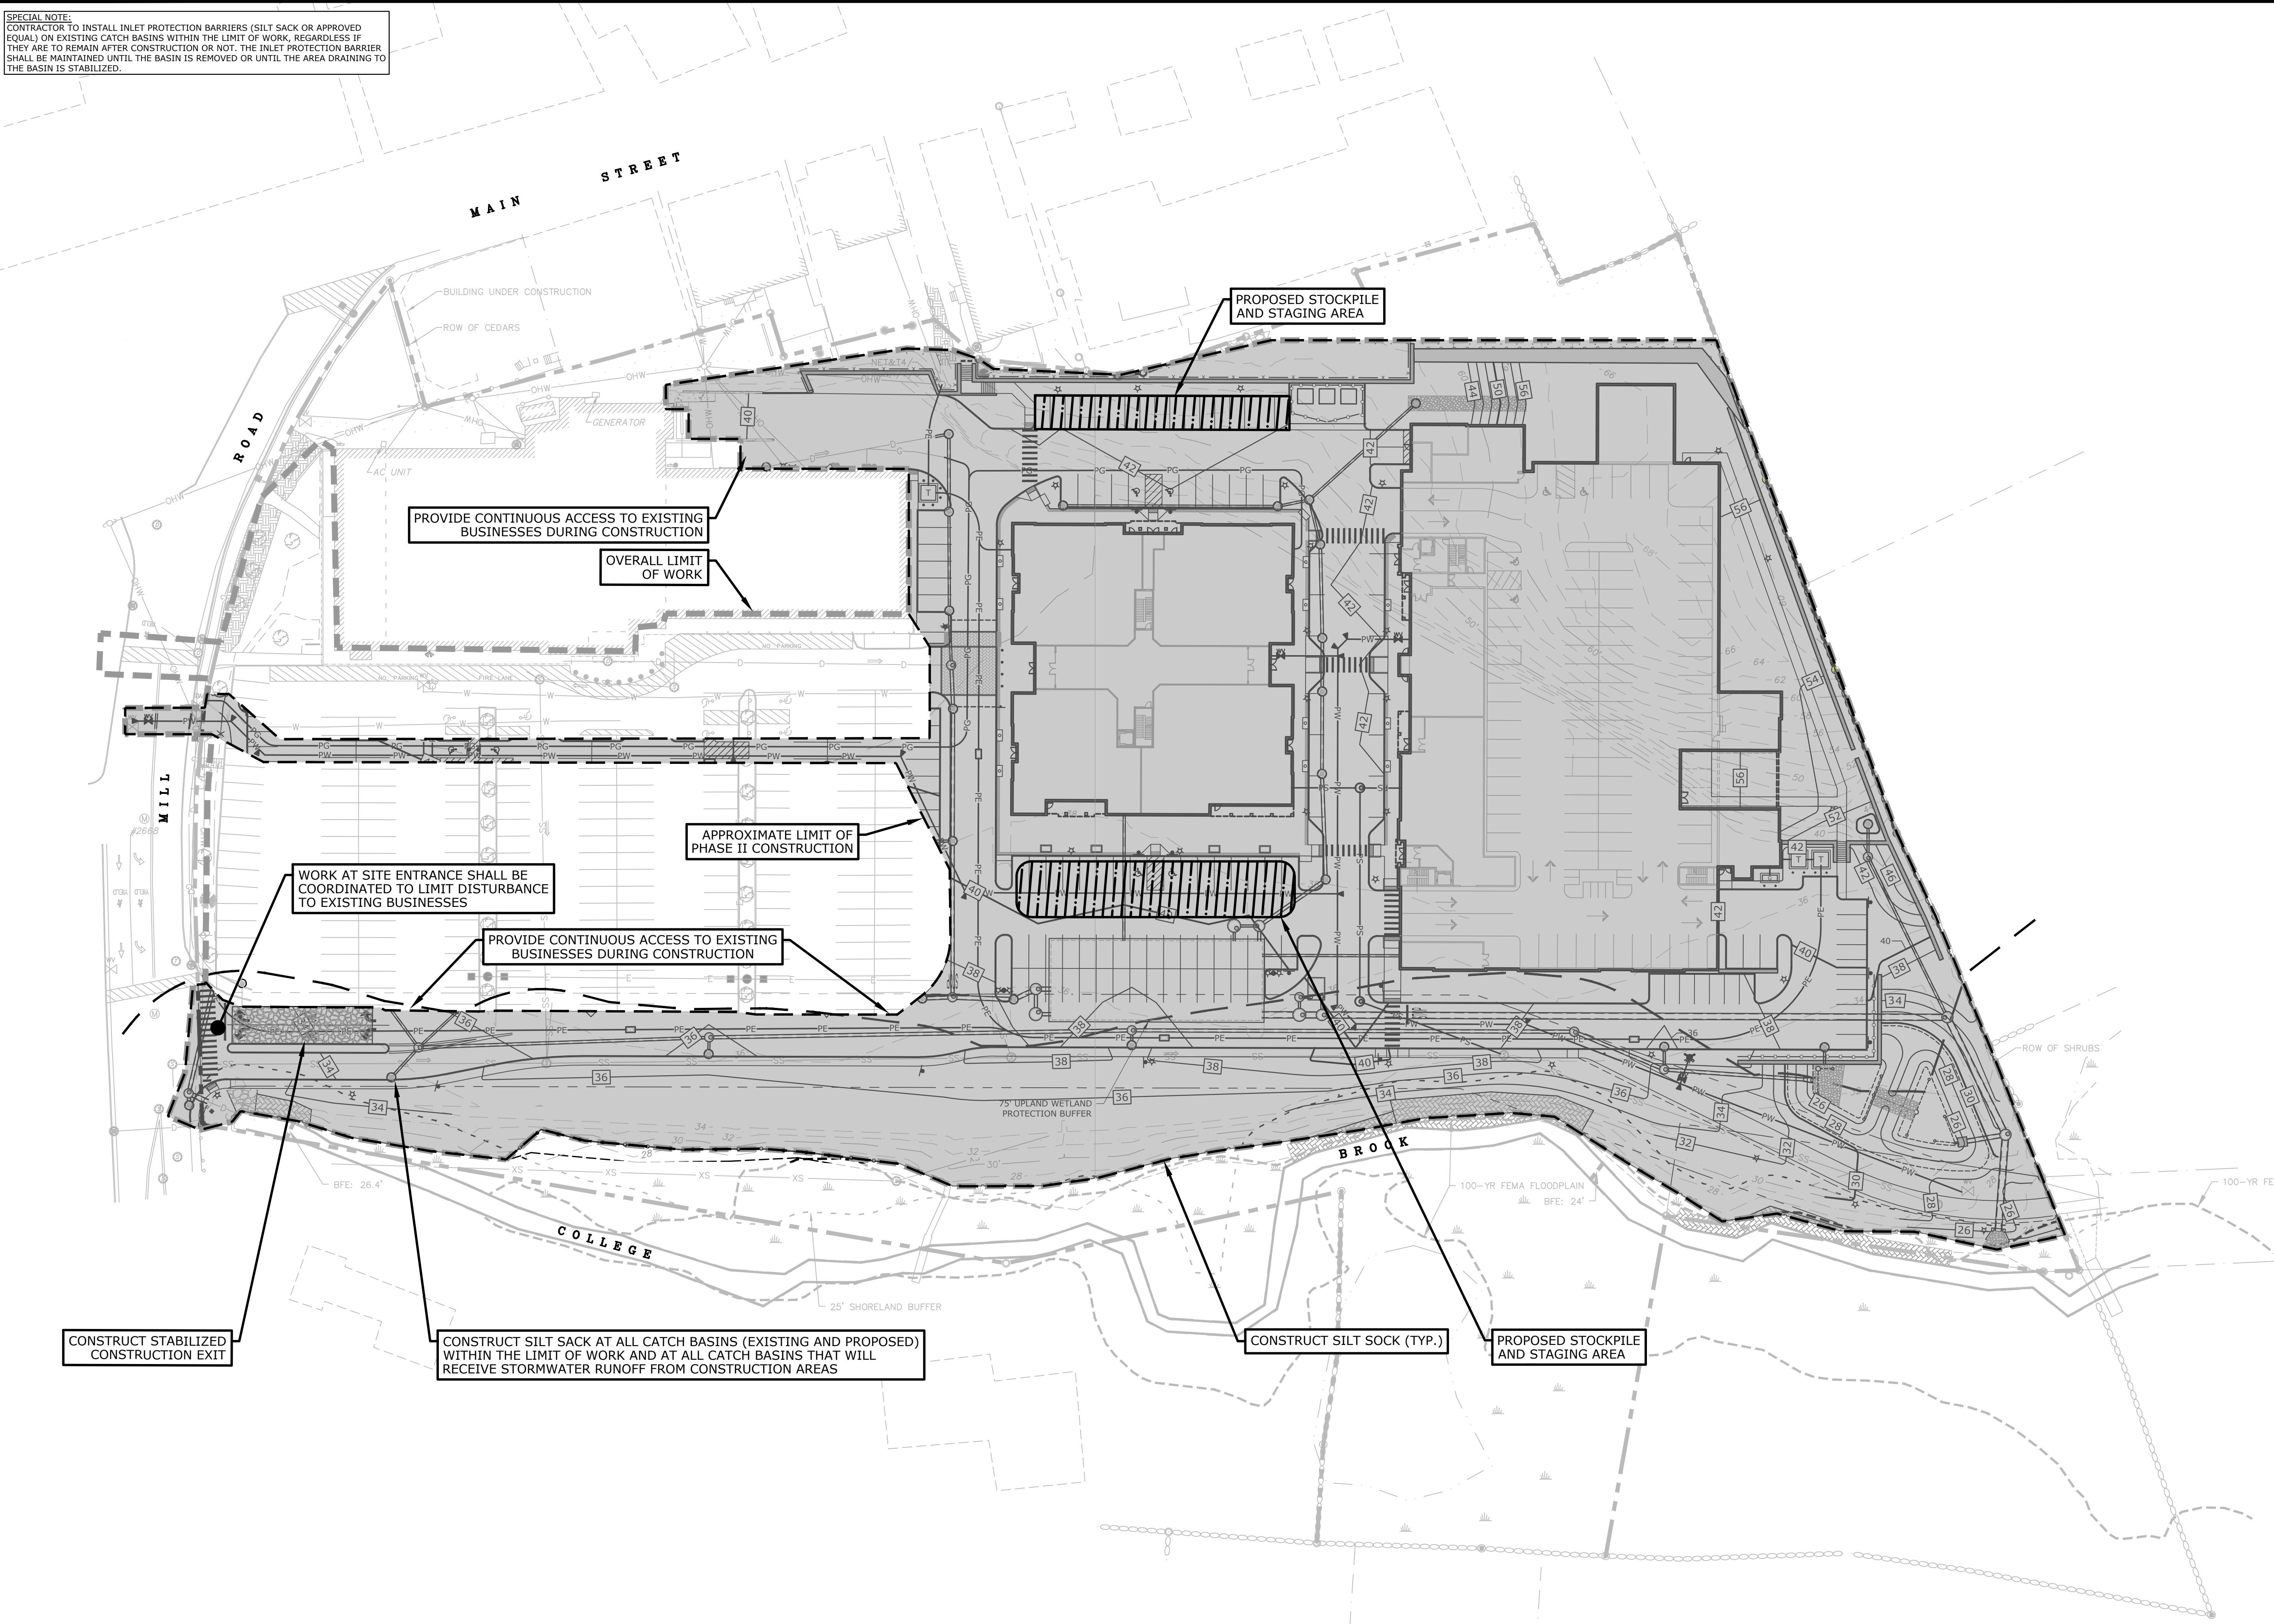 SPECIAL NOTE:
CONTRACTOR TO INSTALL INLET PROTECTION BARRIERS (SILT SACK OR APPROVED
EQUAL) ON EXISTING CATCH BASINS WITHIN THE LIMIT OF WORK, REGARDLESS IF
THEY ARE TO REMAIN AFTER CONSTRUCTION OR NOT. THE INLET PROTECTION BARRIER
SHALL BE MAINTAINED UNTIL THE BASIN IS REMOVED OR UNTIL THE AREA DRAINING TO
THE BASIN IS STABILIZED.
MAIN STREET
BUILDING UNDER CONSTRUCTION
ROW OF CEDARS
PROPOSED STOCKPILE
AND STAGING AREA
NET&T4
OHW
GENERATOR
AC UNIT
MILL ROAD
PROVIDE CONTINUOUS ACCESS TO EXISTING
BUSINESSES DURING CONSTRUCTION
OVERALL LIMIT
OF WORK
NO PARKING
NO PARKING
FIRE LANE
#2668
APPROXIMATE LIMIT OF
PHASE II CONSTRUCTION
WORK AT SITE ENTRANCE SHALL BE
COORDINATED TO LIMIT DISTURBANCE
TO EXISTING BUSINESSES
PROVIDE CONTINUOUS ACCESS TO EXISTING
BUSINESSES DURING CONSTRUCTION
ROW OF SHRUBS
75' UPLAND WETLAND
PROTECTION BUFFER
BFE: 26.4'
COLLEGE BROOK
100-YR FEMA FLOODPLAIN
BFE: 24'
100-YR FE
25' SHORELAND BUFFER
CONSTRUCT STABILIZED
CONSTRUCTION EXIT
CONSTRUCT SILT SACK AT ALL CATCH BASINS (EXISTING AND PROPOSED)
WITHIN THE LIMIT OF WORK AND AT ALL CATCH BASINS THAT WILL
RECEIVE STORMWATER RUNOFF FROM CONSTRUCTION AREAS
CONSTRUCT SILT SOCK (TYP.)
PROPOSED STOCKPILE
AND STAGING AREA